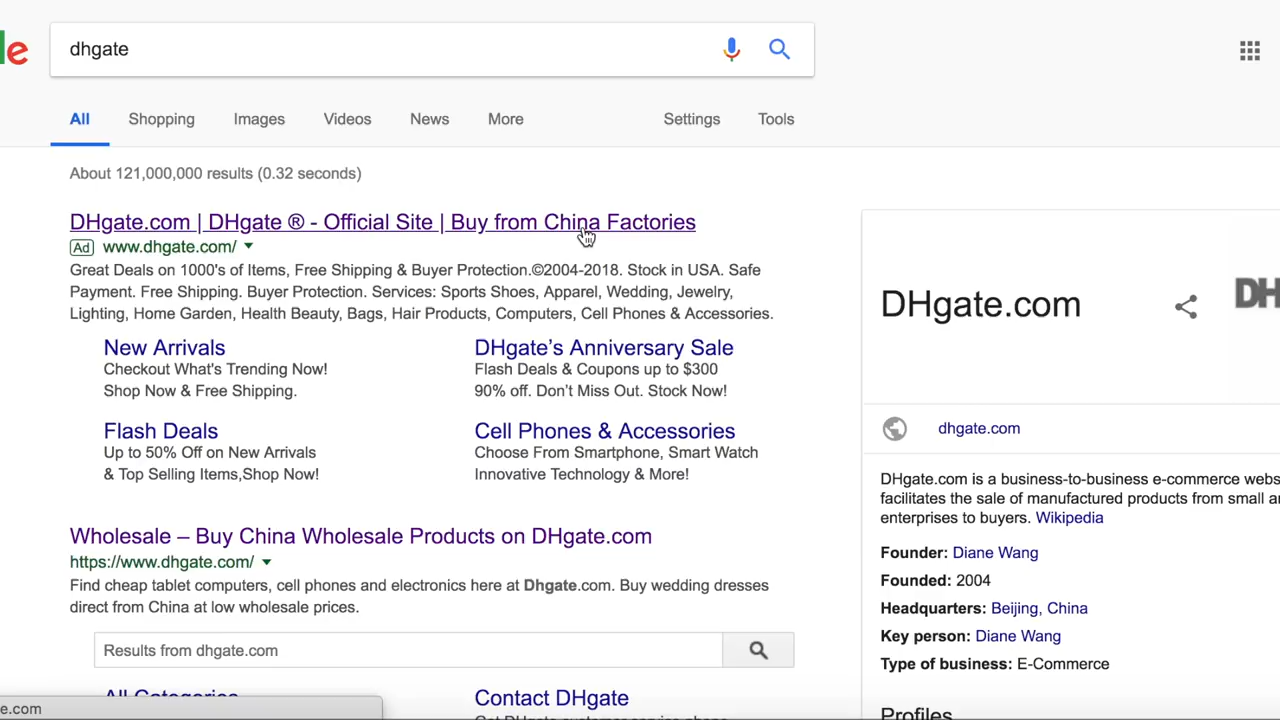 le
dhgate
All Shopping Images Videos News More Settings Tools
About 121,000,000 results (0.32 seconds)
DHgate.com | DHgate ® - Official Site | Buy from China Factories
Ad www.dhgate.com/
Great Deals on 1000's of Items, Free Shipping & Buyer Protection.©2004-2018. Stock in USA. Safe
Payment. Free Shipping. Buyer Protection. Services: Sports Shoes, Apparel, Wedding, Jewelry,
Lighting, Home Garden, Health Beauty, Bags, Hair Products, Computers, Cell Phones & Accessories.
New Arrivals
Checkout What's Trending Now!
Shop Now & Free Shipping.
DHgate’s Anniversary Sale
Flash Deals & Coupons up to $300
90% off. Don’t Miss Out. Stock Now!
Flash Deals
Up to 50% Off on New Arrivals
& Top Selling Items,Shop Now!
Cell Phones & Accessories
Choose From Smartphone, Smart Watch
Innovative Technology & More!
Wholesale – Buy China Wholesale Products on DHgate.com
https://www.dhgate.com/
Find cheap tablet computers, cell phones and electronics here at Dhgate.com. Buy wedding dresses
direct from China at low wholesale prices.
Results from dhgate.com
All Categories
Contact DHgate
e.com
DHgate.com
DH
dhgate.com
DHgate.com is a business-to-business e-commerce webs
facilitates the sale of manufactured products from small a
enterprises to buyers. Wikipedia
Founder: Diane Wang
Founded: 2004
Headquarters: Beijing, China
Key person: Diane Wang
Type of business: E-Commerce
Profiles